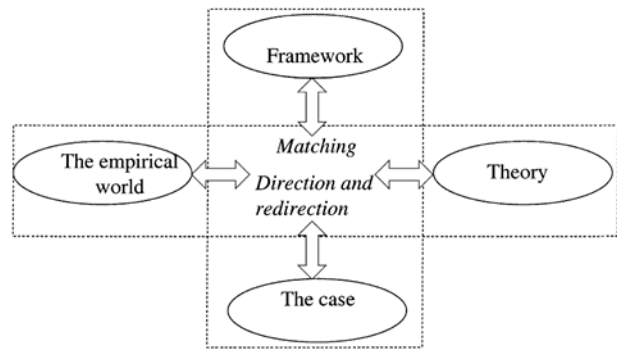 Framework
Matching
The empirical
world
Direction and
redirection
Theory
The case